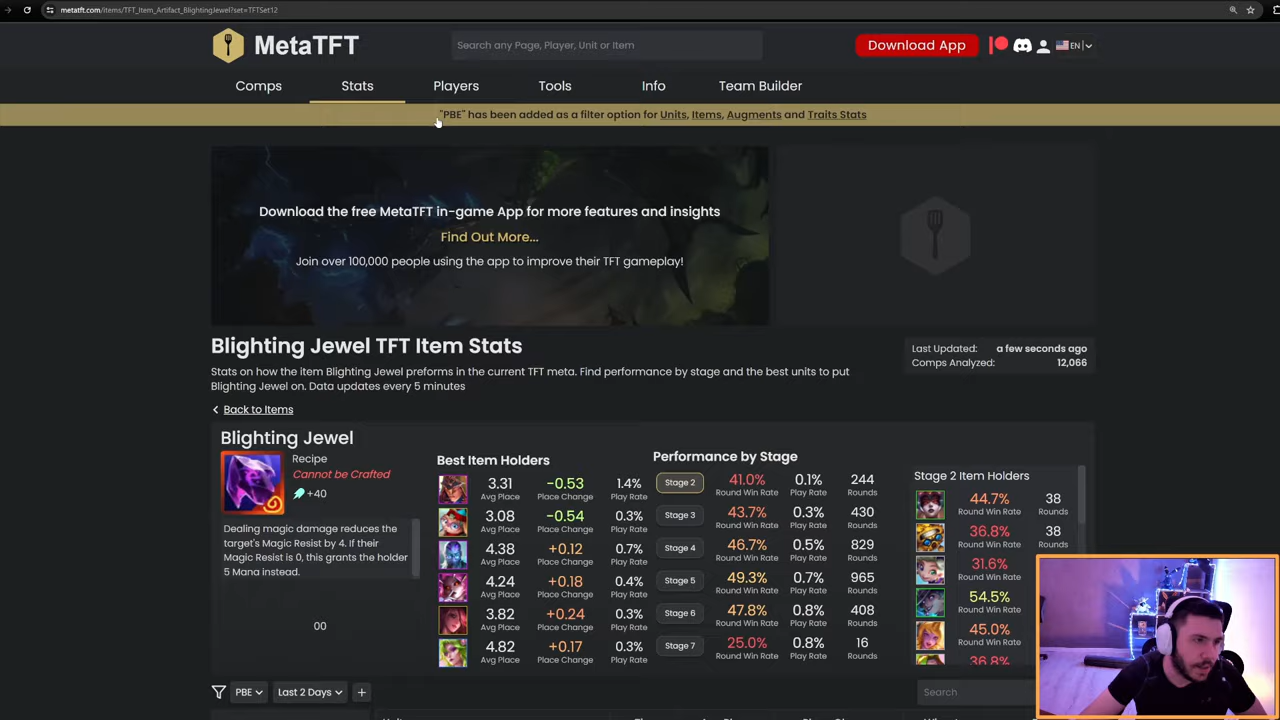 metatft.com/items/TFT_Item_Artifact_BlightingJewel?set=TFTSet12
MetaTFT
Search any Page, Player, Unit or Item
Download App
EN
Comps
Stats
Players
Tools
Info
Team Builder
"PBE" has been added as a filter option for Units, Items, Augments and Traits Stats
Download the free MetaTFT in-game App for more features and insights
Find Out More...
Join over 100,000 people using the app to improve their TFT gameplay!
Blighting Jewel TFT Item Stats
Stats on how the item Blighting Jewel preforms in the current TFT meta. Find performance by stage and the best units to put
Blighting Jewel on. Data updates every 5 minutes
Last Updated: a few seconds ago
Comps Analyzed: 12,066
Back to Items
Blighting Jewel
Recipe
Cannot be Crafted
+40
Dealing magic damage reduces the
target's Magic Resist by 4. If their
Magic Resist is 0, this grants the holder
5 Mana instead.
00
Best Item Holders
3.31 -0.53 1.4%
Avg Place Place Change Play Rate
3.08 -0.54 0.3%
Avg Place Place Change Play Rate
4.38 +0.12 0.7%
Avg Place Place Change Play Rate
4.24 +0.18 0.4%
Avg Place Place Change Play Rate
3.82 +0.24 0.3%
Avg Place Place Change Play Rate
4.82 +0.17 0.3%
Avg Place Place Change Play Rate
Performance by Stage
Stage 2 41.0% 0.1% 244
Round Win Rate Play Rate Rounds
Stage 3 43.7% 0.3% 430
Round Win Rate Play Rate Rounds
Stage 4 46.7% 0.5% 829
Round Win Rate Play Rate Rounds
Stage 5 49.3% 0.7% 965
Round Win Rate Play Rate Rounds
Stage 6 47.8% 0.8% 408
Round Win Rate Play Rate Rounds
Stage 7 25.0% 0.8% 16
Round Win Rate Play Rate Rounds
Stage 2 Item Holders
44.7% 38
Round Win Rate Rounds
36.8% 38
Round Win Rate Rounds
31.6%
Round Win Rate
54.5%
Round Win Rate
45.0%
Round Win Rate
36.8%
PBE
Last 2 Days
+
Search